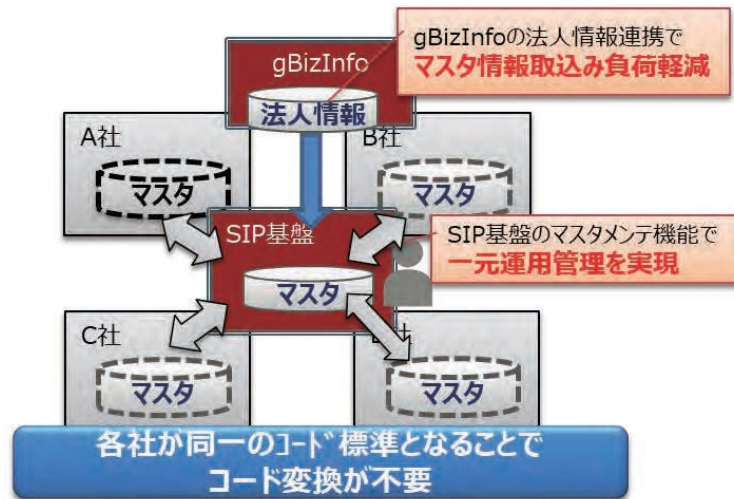 gBizInfo
法人情報
gBizInfoの法人情報連携で
マスタ情報取込み負荷軽減
A社
マスタ
B社
マスタ
SIP基盤
マスタ
SIP基盤のマスタメンテ機能で
一元運用管理を実現
C社
マスタ
社
マスタ
各社が同一のｺｰﾄﾞ標準となることで
コード変換が不要